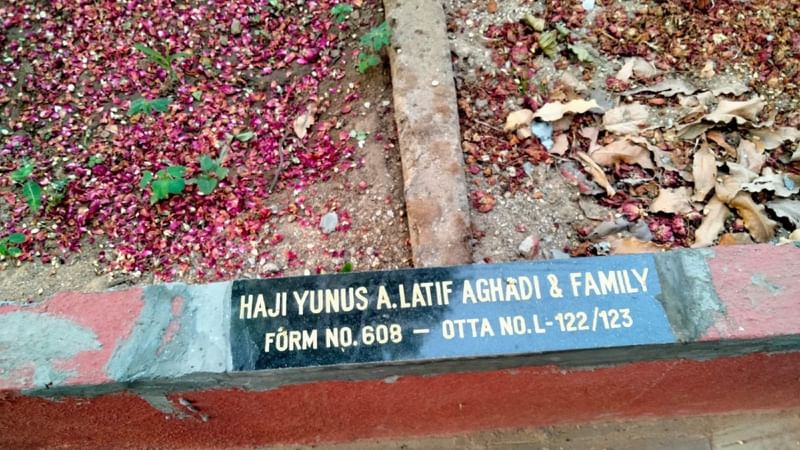 HAJI YUNUS A. LATIF AGHADI & FAMILY
FORM NO. 608 – OTTA NO. L-122/123